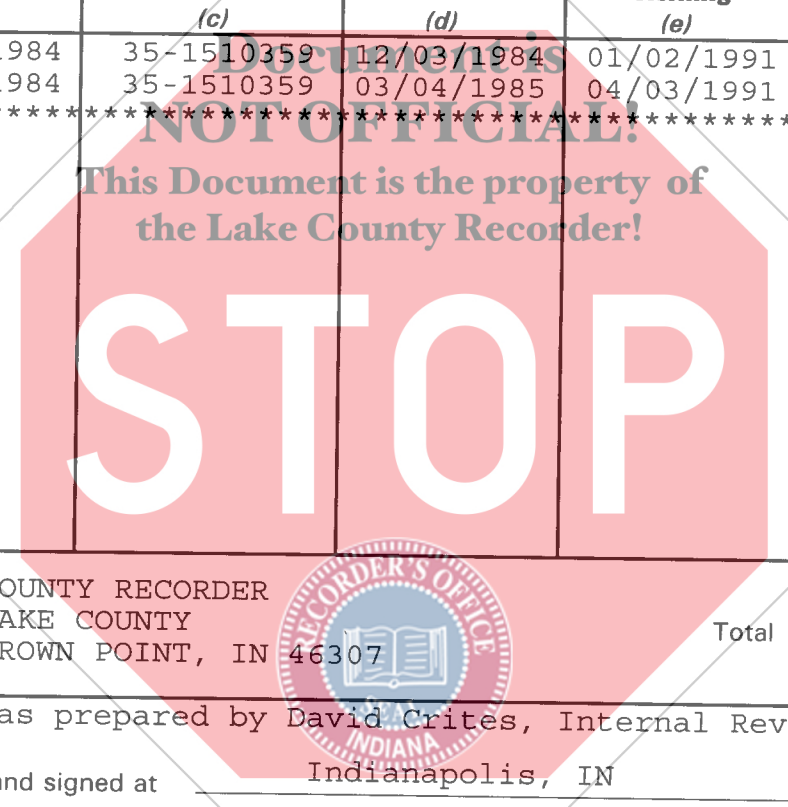 (c) (d) (e)
1984 35-1510359 12/03/1984 01/02/1991
1984 35-1510359 03/04/1985 04/03/1991
****************************************
Document is
NOT OFFICIAL!
This Document is the property of
the Lake County Recorder!
STOP
OUNTY RECORDER
AKE COUNTY
ROWN POINT, IN 46307
Total
RECORDER'S OFFICE
SEAL
INDIANA
as prepared by David Crites, Internal Rev
and signed at Indianapolis, IN